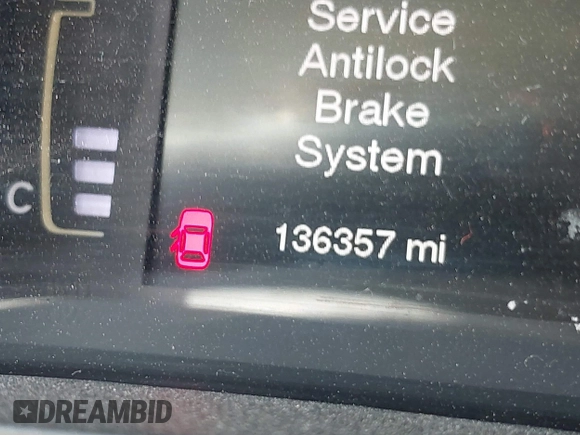 Service
Antilock
Brake
System
C
136357 mi
DREAMBID